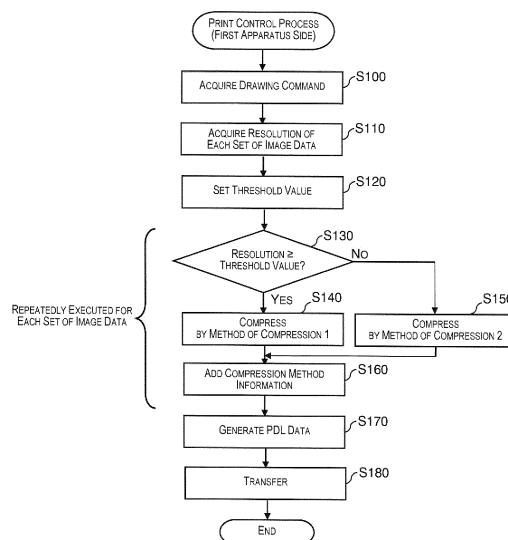 PRINT CONTROL PROCESS
(FIRST APPARATUS SIDE)
ACQUIRE DRAWING COMMAND
S100
ACQUIRE RESOLUTION OF
EACH SET OF IMAGE DATA
S110
SET THRESHOLD VALUE
S120
RESOLUTION ≥
THRESHOLD VALUE?
S130
NO
YES
REPEATEDLY EXECUTED FOR
EACH SET OF IMAGE DATA
COMPRESS
BY METHOD OF COMPRESSION 1
S140
COMPRESS
BY METHOD OF COMPRESSION 2
S150
ADD COMPRESSION METHOD
INFORMATION
S160
GENERATE PDL DATA
S170
TRANSFER
S180
END